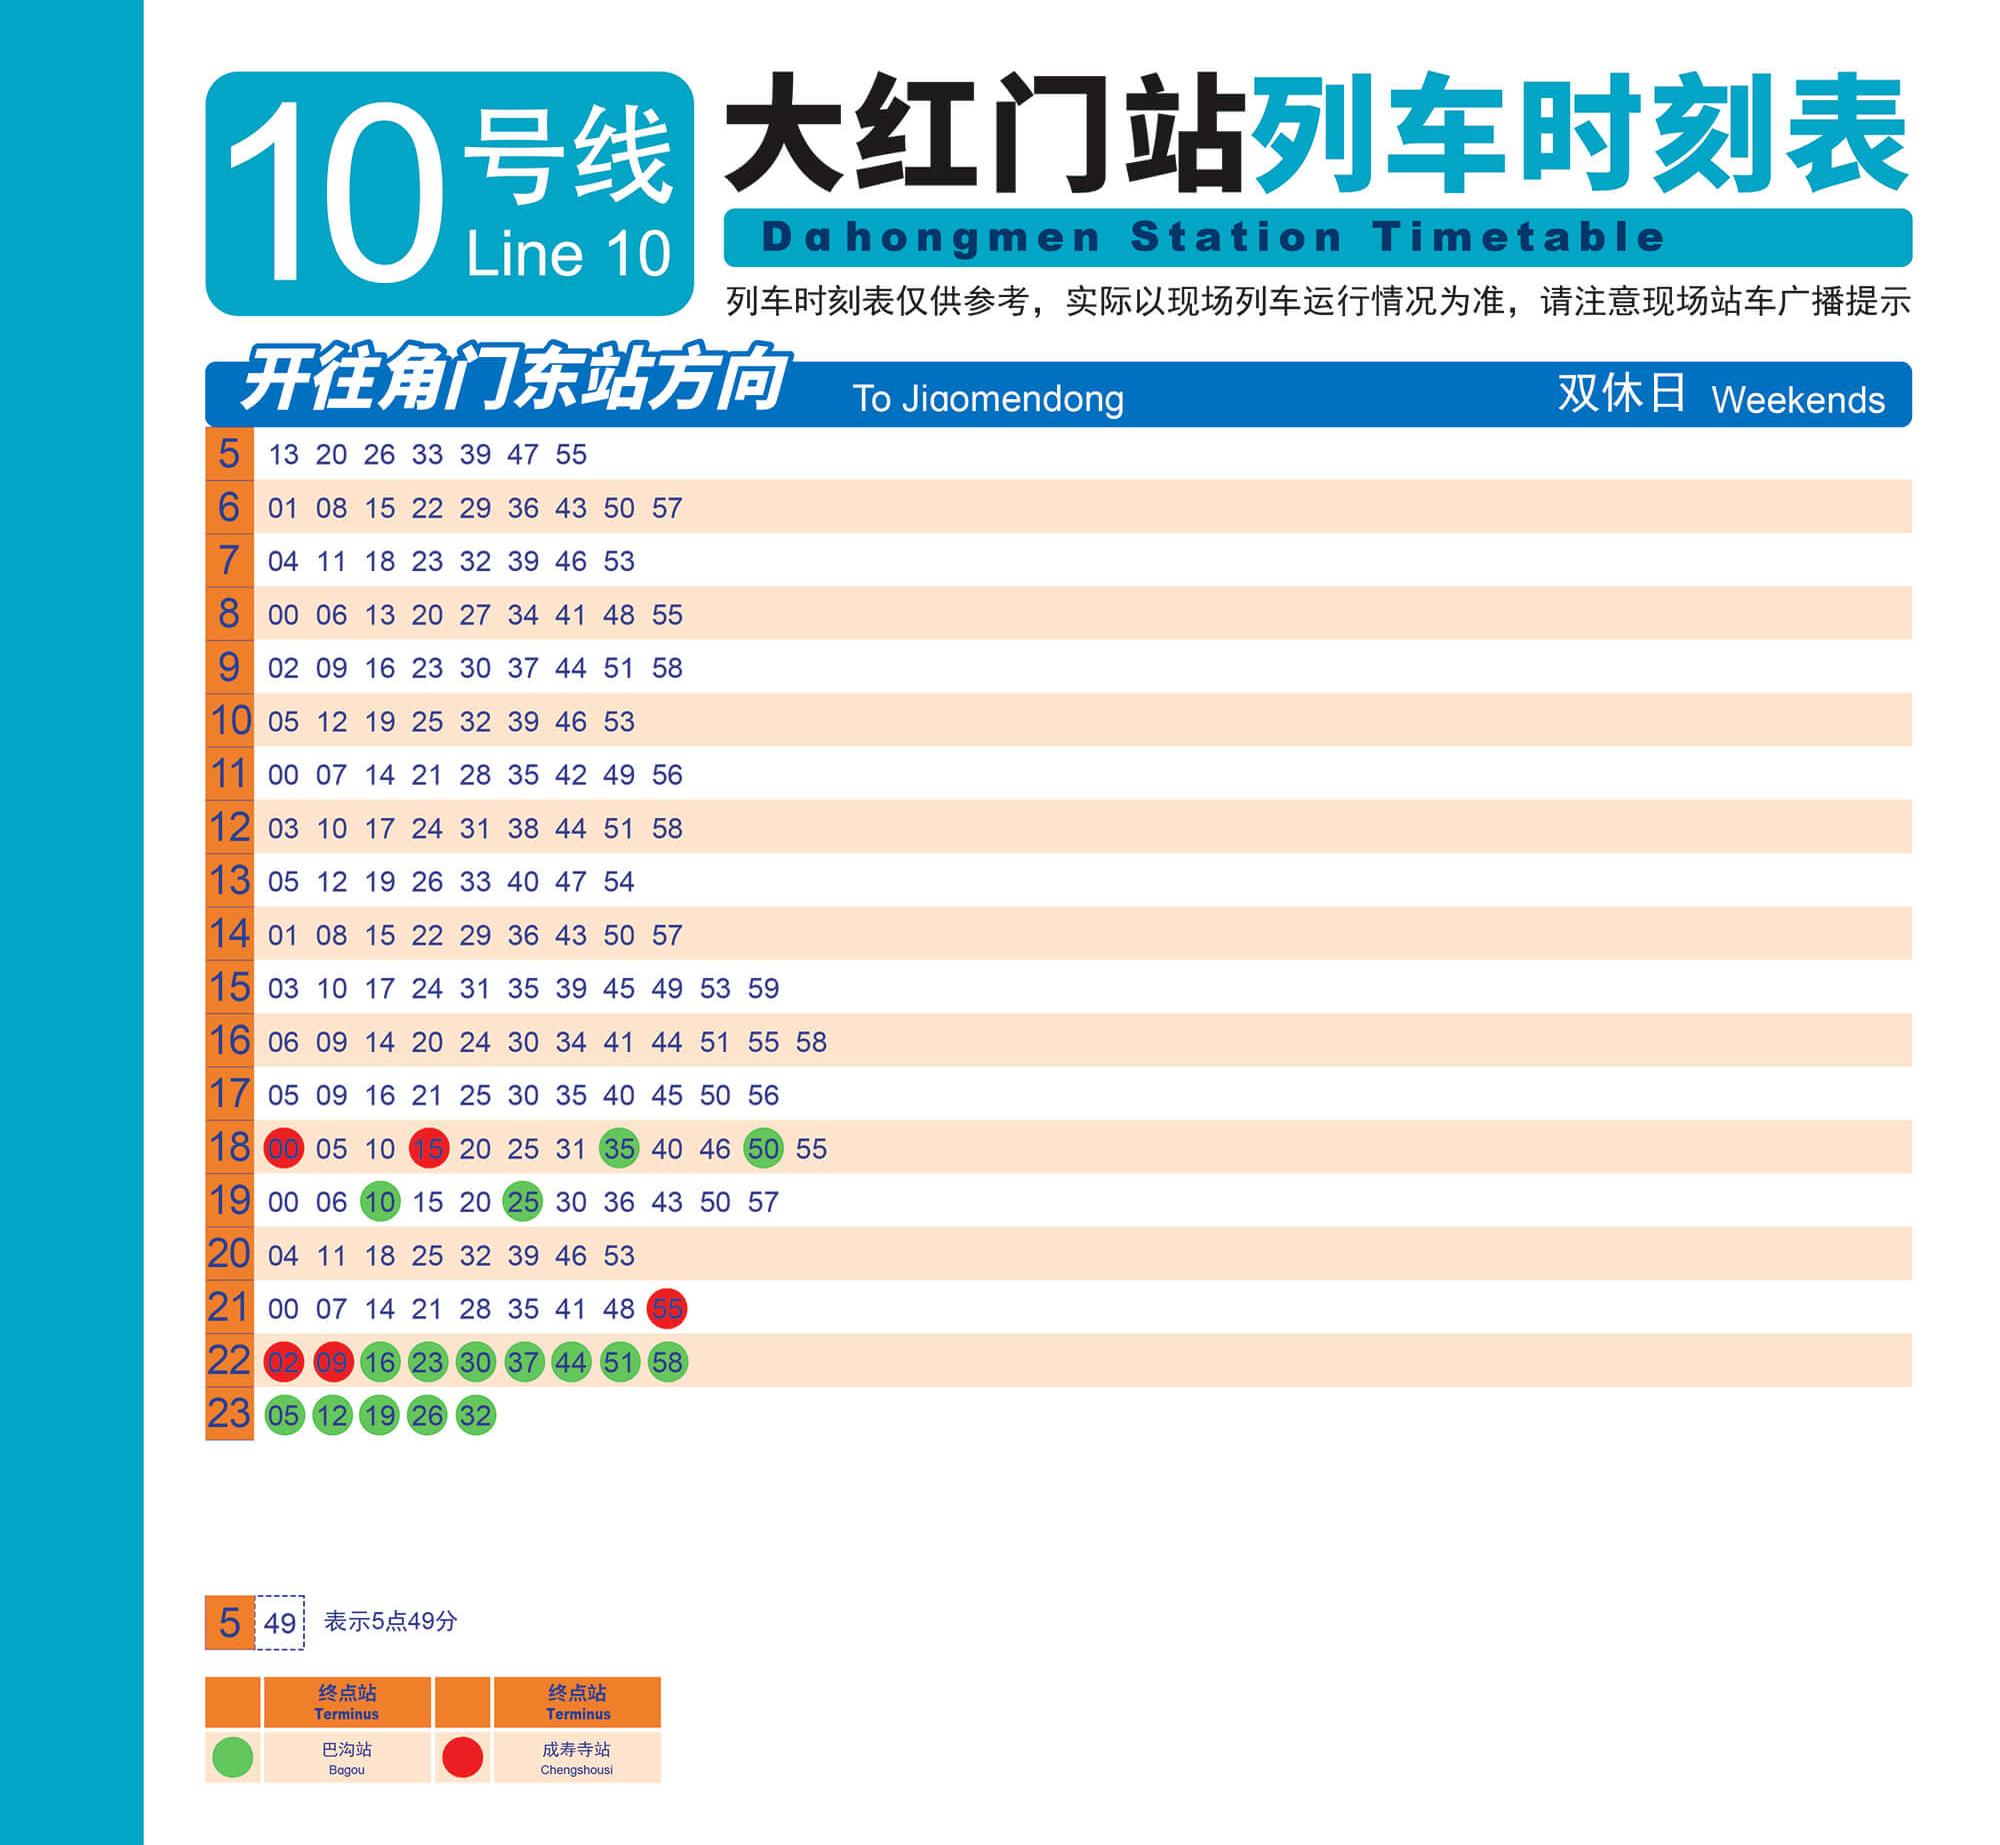 10号线
Line 10
大红门站列车时刻表
Dahongmen Station Timetable
列车时刻表仅供参考，实际以现场列车运行情况为准，请注意现场站车广播提示
开往角门东站方向 To Jiaomendong 双休日 Weekends
5 13 20 26 33 39 47 55
6 01 08 15 22 29 36 43 50 57
7 04 11 18 23 32 39 46 53
8 00 06 13 20 27 34 41 48 55
9 02 09 16 23 30 37 44 51 58
10 05 12 19 25 32 39 46 53
11 00 07 14 21 28 35 42 49 56
12 03 10 17 24 31 38 44 51 58
13 05 12 19 26 33 40 47 54
14 01 08 15 22 29 36 43 50 57
15 03 10 17 24 31 35 39 45 49 53 59
16 06 09 14 20 24 30 34 41 44 51 55 58
17 05 09 16 21 25 30 35 40 45 50 56
18 00 05 10 15 20 25 31 35 40 46 50 55
19 00 06 10 15 20 25 30 36 43 50 57
20 04 11 18 25 32 39 46 53
21 00 07 14 21 28 35 41 48 55
22 02 09 16 23 30 37 44 51 58
23 05 12 19 26 32
5 49 表示5点49分
终点站 终点站
Terminus Terminus
巴沟站 成寿寺站
Bagou Chengshousi